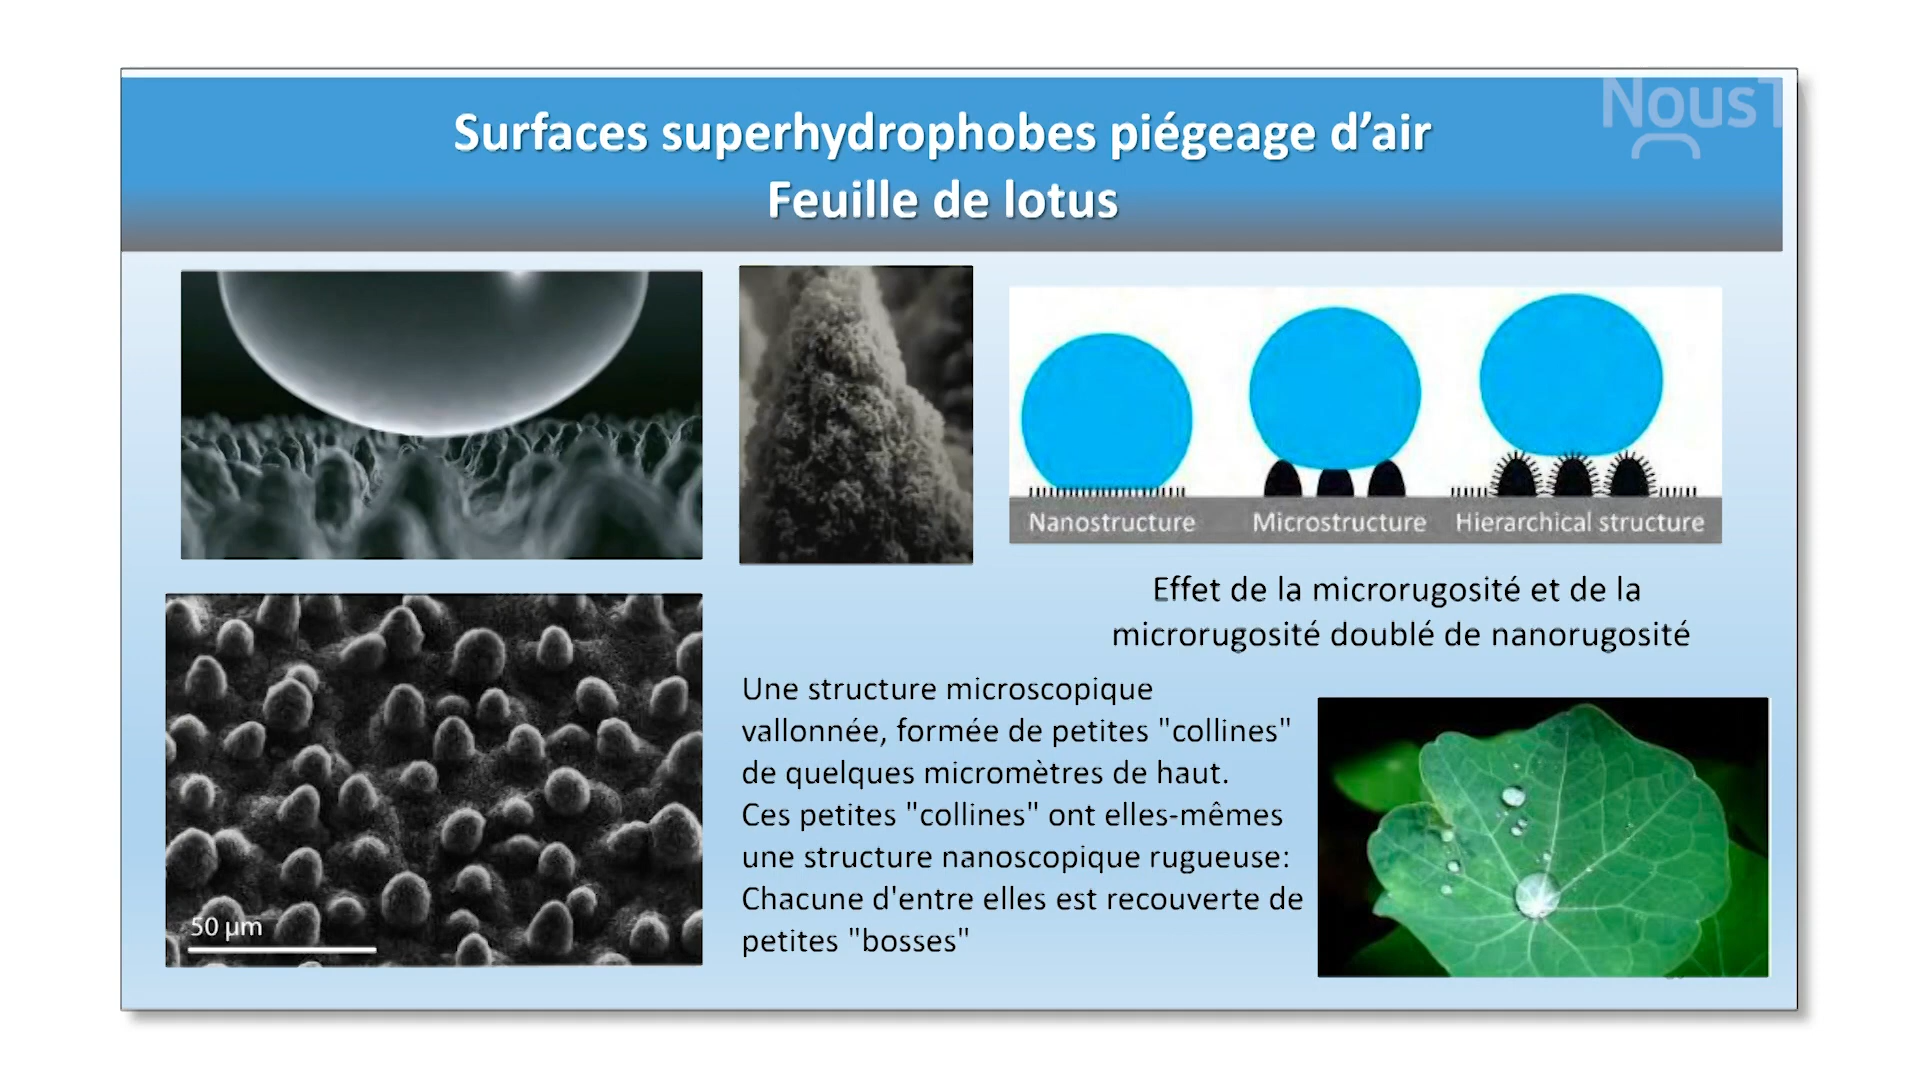 NousT
Surfaces superhydrophobes piégeage d’air
Feuille de lotus
Nanostructure
Microstructure
Hierarchical structure
Effet de la microrugosité et de la
microrugosité doublé de nanorugosité
Une structure microscopique
vallonnée, formée de petites "collines"
de quelques micromètres de haut.
Ces petites "collines" ont elles-mêmes
une structure nanoscopique rugueuse:
Chacune d'entre elles est recouverte de
petites "bosses"
50 µm